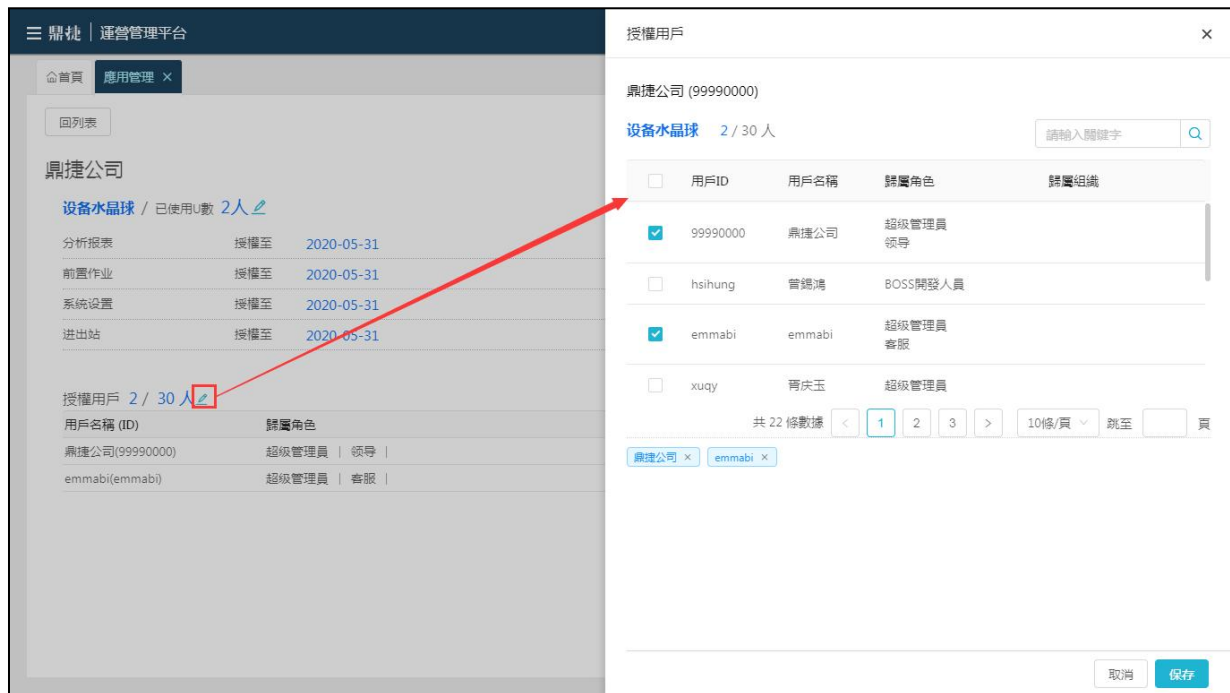 鼎捷 | 運營管理平台
首頁 應用管理 ×
回列表
鼎捷公司
设备水晶球 / 已使用U數 2人
分析报表 授權至 2020-05-31
前置作业 授權至 2020-05-31
系统设置 授權至 2020-05-31
进出站 授權至 2020-05-31
授權用戶 2 / 30 人
用戶名稱 (ID) 歸屬角色
鼎捷公司(99990000) 超级管理員 | 领导 |
emmabi(emmabi) 超级管理員 | 客服 |
授權用戶 ×
鼎捷公司 (99990000)
设备水晶球 2 / 30 人
請輸入關鍵字
用戶ID 用戶名稱 歸屬角色 歸屬組織
99990000 鼎捷公司 超级管理員
领导
hsihung 曾錫鴻 BOSS開發人員
emmabi emmabi 超级管理員
客服
xuqy 胥庆玉 超级管理員
共 22 條數據 < 1 2 3 > 10條/頁 跳至 頁
鼎捷公司 × emmabi ×
取消 保存